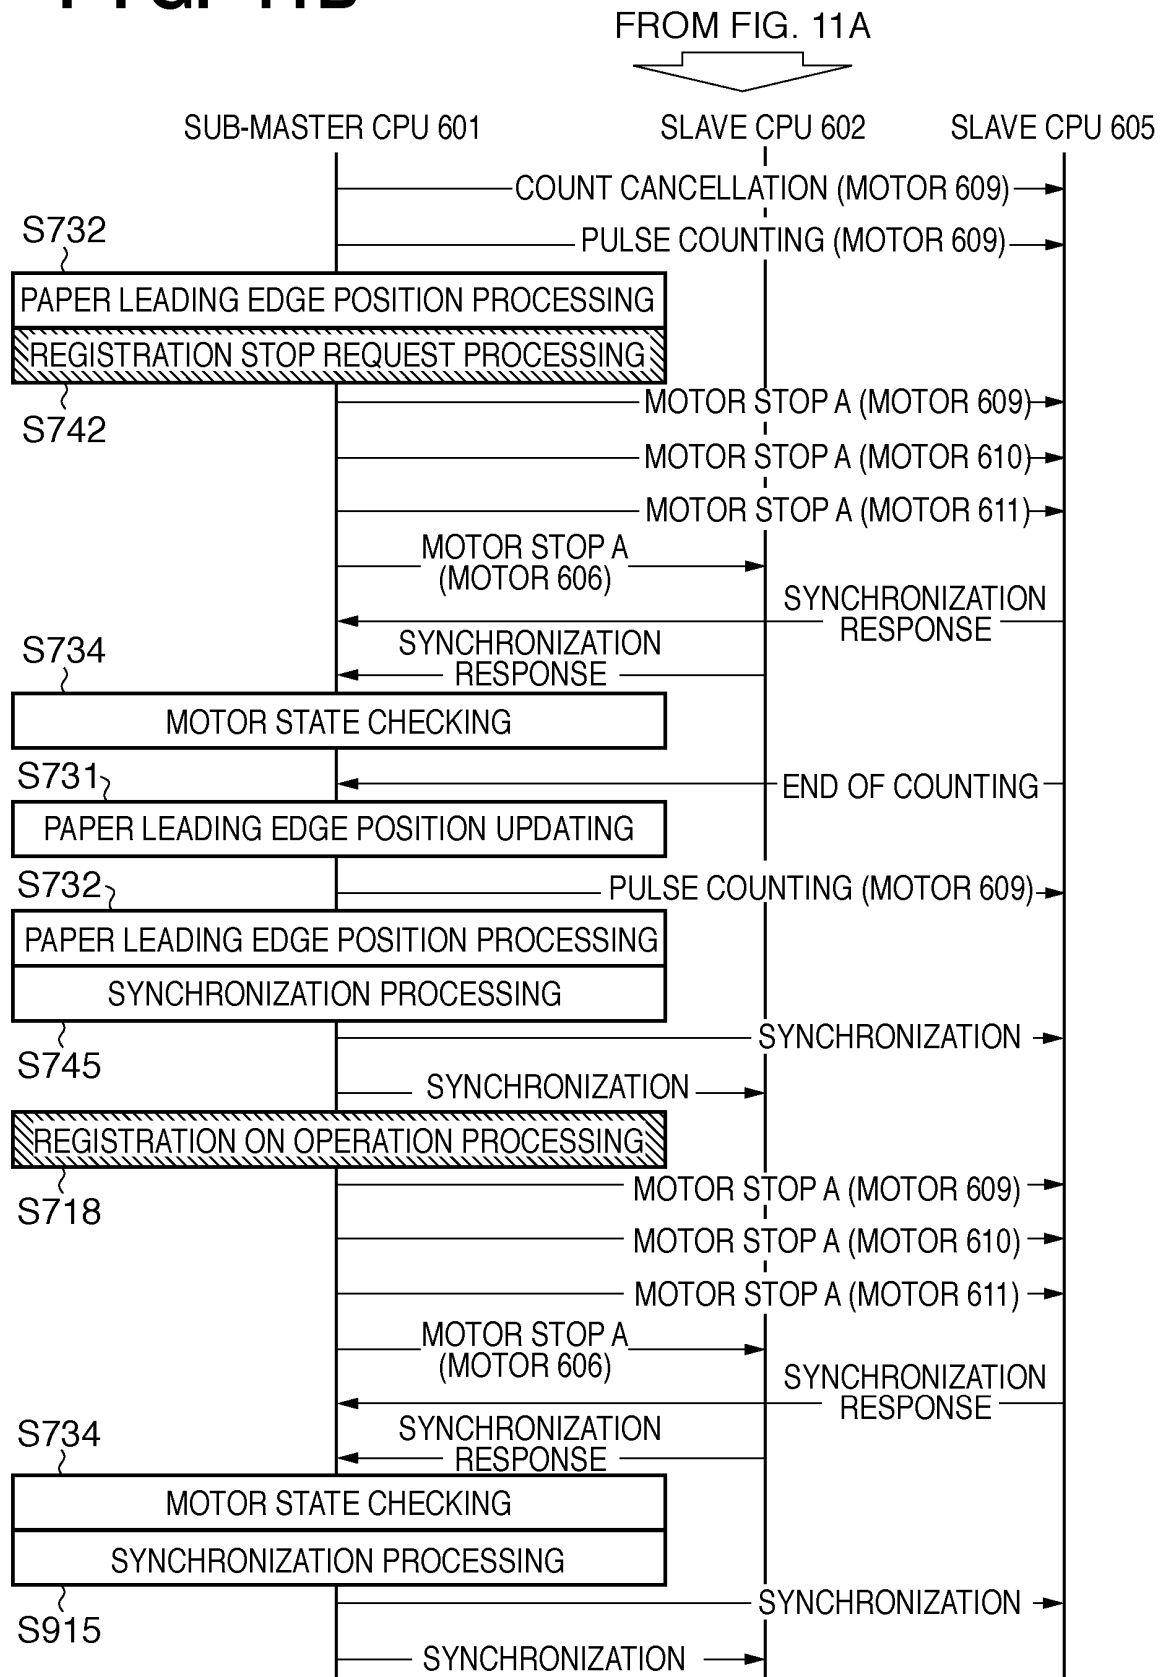 FROM FIG. 11A
SUB-MASTER CPU 601
SLAVE CPU 602
SLAVE CPU 605
COUNT CANCELLATION (MOTOR 609)
S732
PULSE COUNTING (MOTOR 609)
PAPER LEADING EDGE POSITION PROCESSING
REGISTRATION STOP REQUEST PROCESSING
S742
MOTOR STOP A (MOTOR 609)
MOTOR STOP A (MOTOR 610)
MOTOR STOP A (MOTOR 611)
MOTOR STOP A
(MOTOR 606)
SYNCHRONIZATION
RESPONSE
SYNCHRONIZATION
RESPONSE
S734
MOTOR STATE CHECKING
S731
END OF COUNTING
PAPER LEADING EDGE POSITION UPDATING
S732
PULSE COUNTING (MOTOR 609)
PAPER LEADING EDGE POSITION PROCESSING
SYNCHRONIZATION PROCESSING
S745
SYNCHRONIZATION
SYNCHRONIZATION
REGISTRATION ON OPERATION PROCESSING
S718
MOTOR STOP A (MOTOR 609)
MOTOR STOP A (MOTOR 610)
MOTOR STOP A (MOTOR 611)
MOTOR STOP A
(MOTOR 606)
SYNCHRONIZATION
RESPONSE
SYNCHRONIZATION
RESPONSE
S734
MOTOR STATE CHECKING
SYNCHRONIZATION PROCESSING
S915
SYNCHRONIZATION
SYNCHRONIZATION